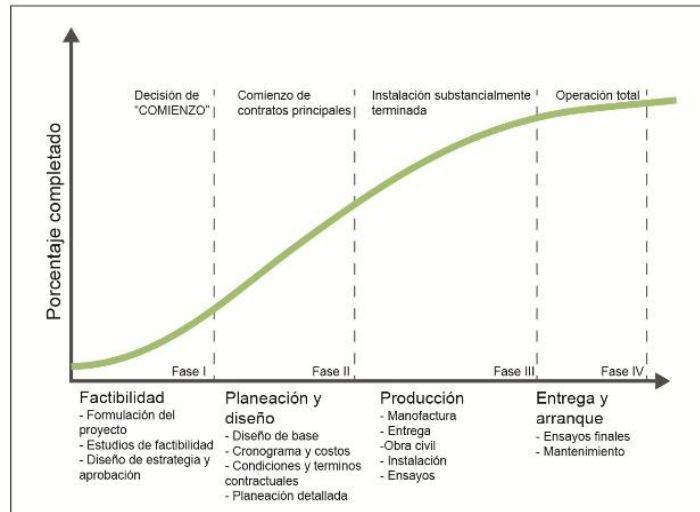 Porcentaje completado
Decisión de
"COMIENZO"
Comienzo de
contratos principales
Instalación substancialmente
terminada
Operación total
Fase I
Fase II
Fase III
Fase IV
Factibilidad
- Formulación del
proyecto
- Estudios de factibilidad
- Diseño de estrategia y
aprobación
Planeación y
diseño
- Diseño de base
- Cronograma y costos
- Condiciones y terminos
contractuales
- Planeación detallada
Producción
- Manofactura
- Entrega
-Obra civil
- Instalación
- Ensayos
Entrega y
arranque
- Ensayos finales
- Mantenimiento